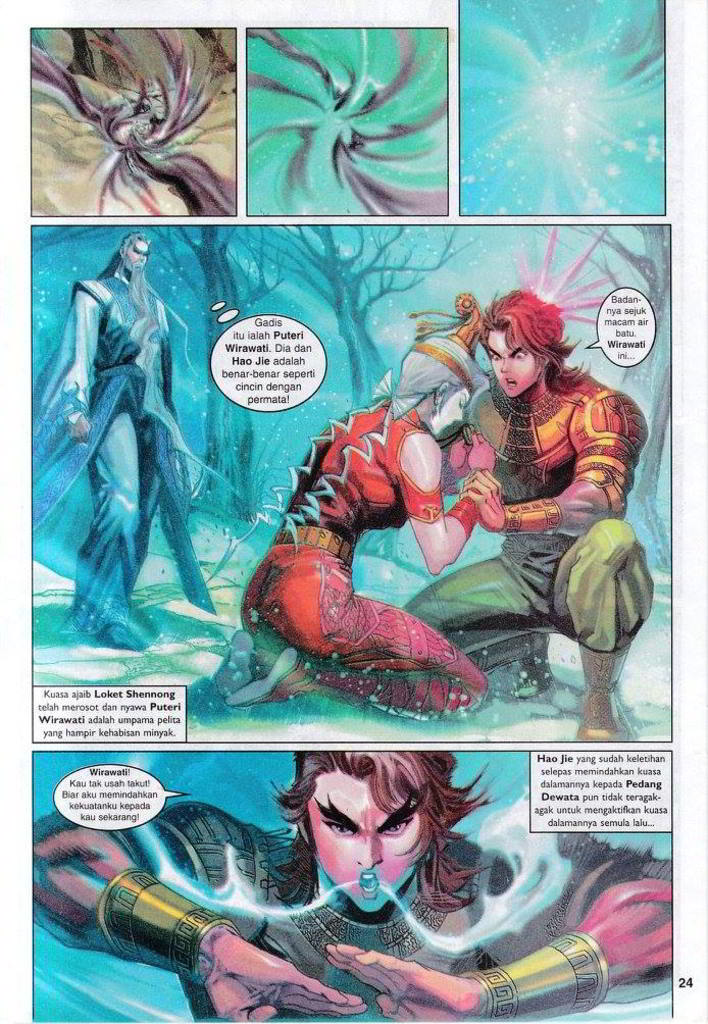 Gadis
itu ialah Puteri
Wirawati. Dia dan
Hao Jie adalah
benar-benar seperti
cincin dengan
permata!
Badan-
nya sejuk
macam air
batu.
Wirawati
ini...
Kuasa ajaib Loket Shennong
telah merosot dan nyawa Puteri
Wirawati adalah umpama pelita
yang hampir kehabisan minyak.
Wirawati!
Kau tak usah takut!
Biar aku memindahkan
kekuatanku kepada
kau sekarang!
Hao Jie yang sudah keletihan
selepas memindahkan kuasa
dalamannya kepada Pedang
Dewata pun tidak teragak-
agak untuk mengaktifkan kuasa
dalamannya semula lalu...
24